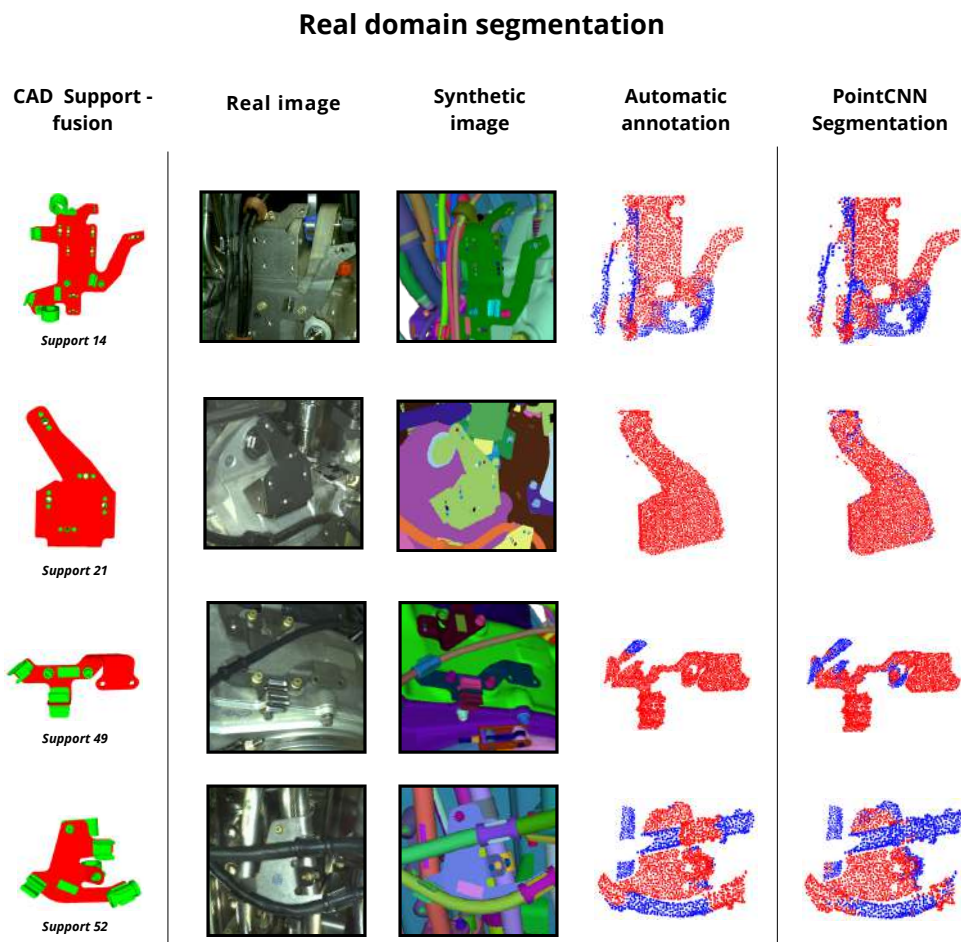 Real domain segmentation
CAD Support -
fusion
Real image
Synthetic
image
Automatic
annotation
PointCNN
Segmentation
Support 14
Support 21
Support 49
Support 52